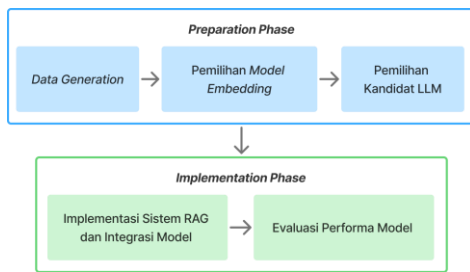 Preparation Phase
Data Generation
Pemilihan Model
Embedding
Pemilihan
Kandidat LLM
Implementation Phase
Implementasi Sistem RAG
dan Integrasi Model
Evaluasi Performa Model